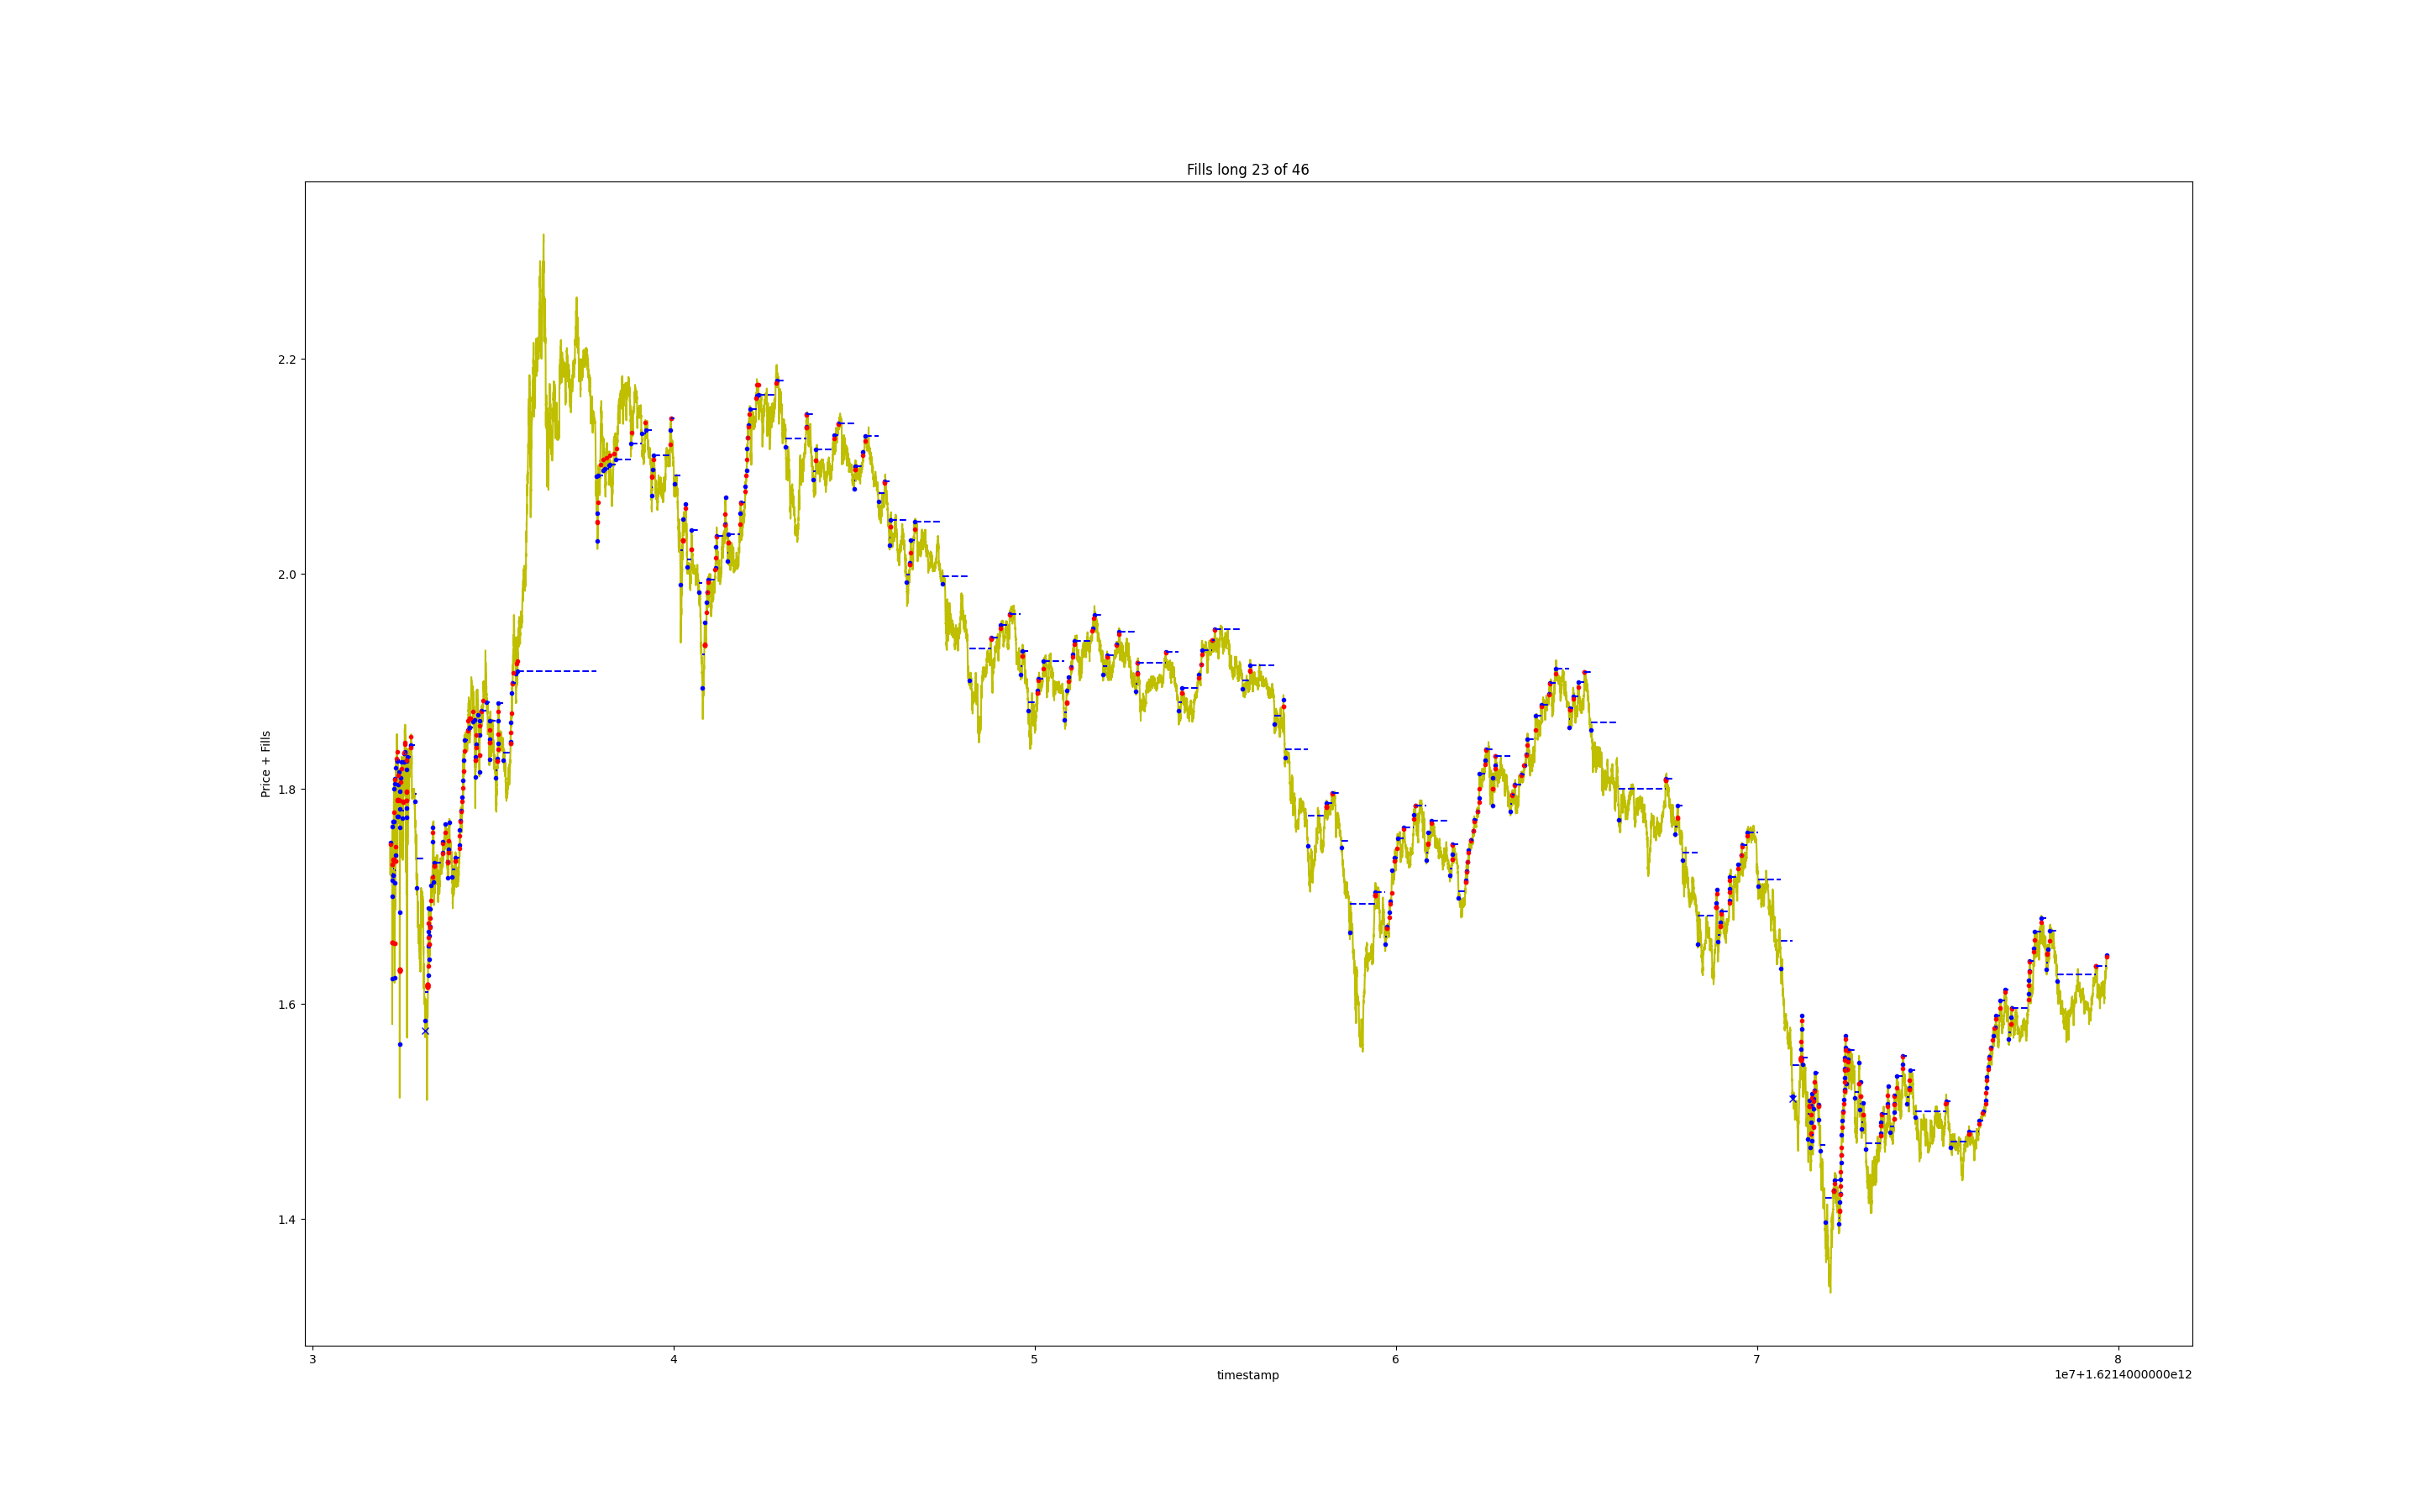 Fills long 23 of 46
Price + Fills
2.2
2.0
1.8
1.6
1.4
3 4 5 6 7 8
timestamp
1e7+1.6214000000e12